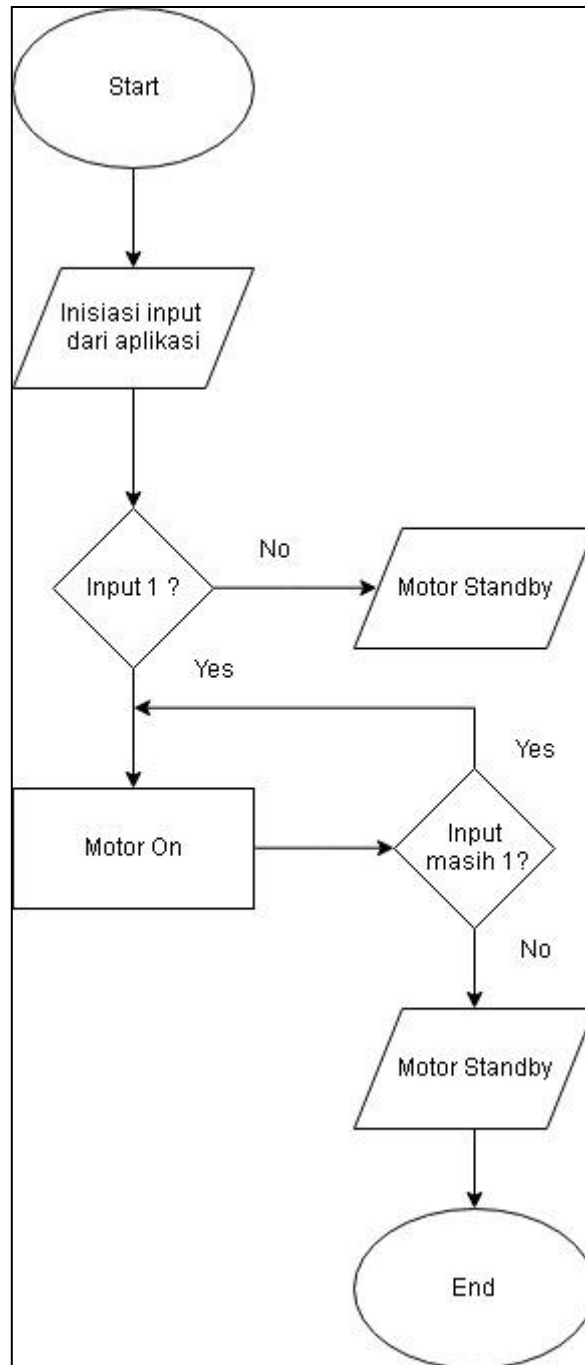 Start
Inisiasi input
dari aplikasi
Input 1 ?
No
Motor Standby
Yes
Yes
Motor On
Input
masih 1?
No
Motor Standby
End